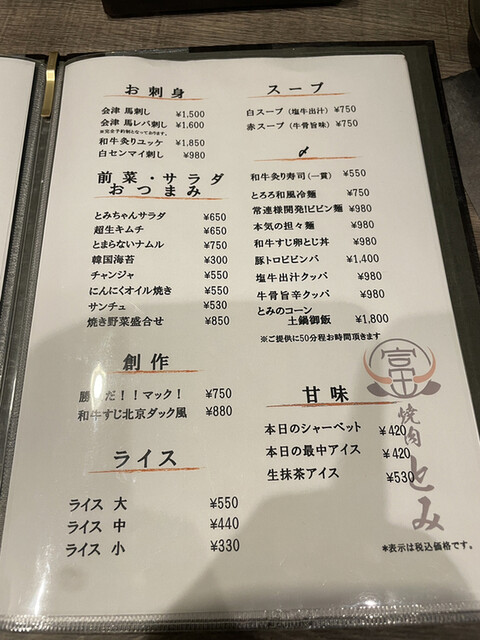 お刺身
会津 馬刺し ¥1,500
会津 馬レバ刺し ¥1,600
※完全予約制となっております。
和牛炙りユッケ ¥1,850
白センマイ刺し ¥980
前菜・サラダ
おつまみ
とみちゃんサラダ ¥650
超生キムチ ¥650
とまらないナムル ¥750
韓国海苔 ¥300
チャンジャ ¥550
にんにくオイル焼き ¥550
サンチュ ¥530
焼き野菜盛合せ ¥850
創作
だ！！マック！ ¥750
和牛すじ北京ダック風 ¥880
ライス
ライス 大 ¥550
ライス 中 ¥440
ライス 小 ¥330
スープ
白スープ（塩牛出汁） ¥750
赤スープ（牛骨旨味） ¥750
〆
和牛炙り寿司（一貫） ¥550
とろろ和風冷麺 ¥750
常連様開発！ビビン麺 ¥980
本気の担々麺 ¥980
和牛すじ卵とじ丼 ¥980
豚トロビビンバ ¥1,400
塩牛出汁クッパ ¥980
牛骨旨辛クッパ ¥980
とみのコーン
土鍋御飯 ¥1,800
※ご提供に50分程お時間頂きます
甘味
本日のシャーベット ¥420
本日の最中アイス ¥420
生抹茶アイス ¥530
富
焼肉とみ
*表示は税込価格です。